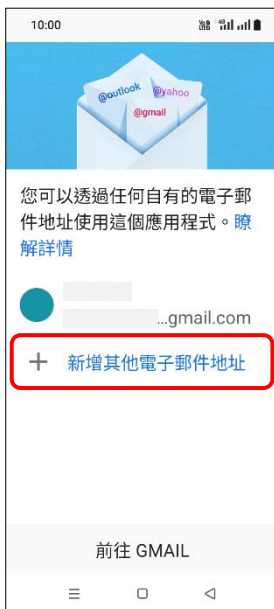 10:00
@outlook
@yahoo
@gmail
您可以透過任何自有的電子郵
件地址使用這個應用程式。瞭
解詳情
...gmail.com
+ 新增其他電子郵件地址
前往 GMAIL